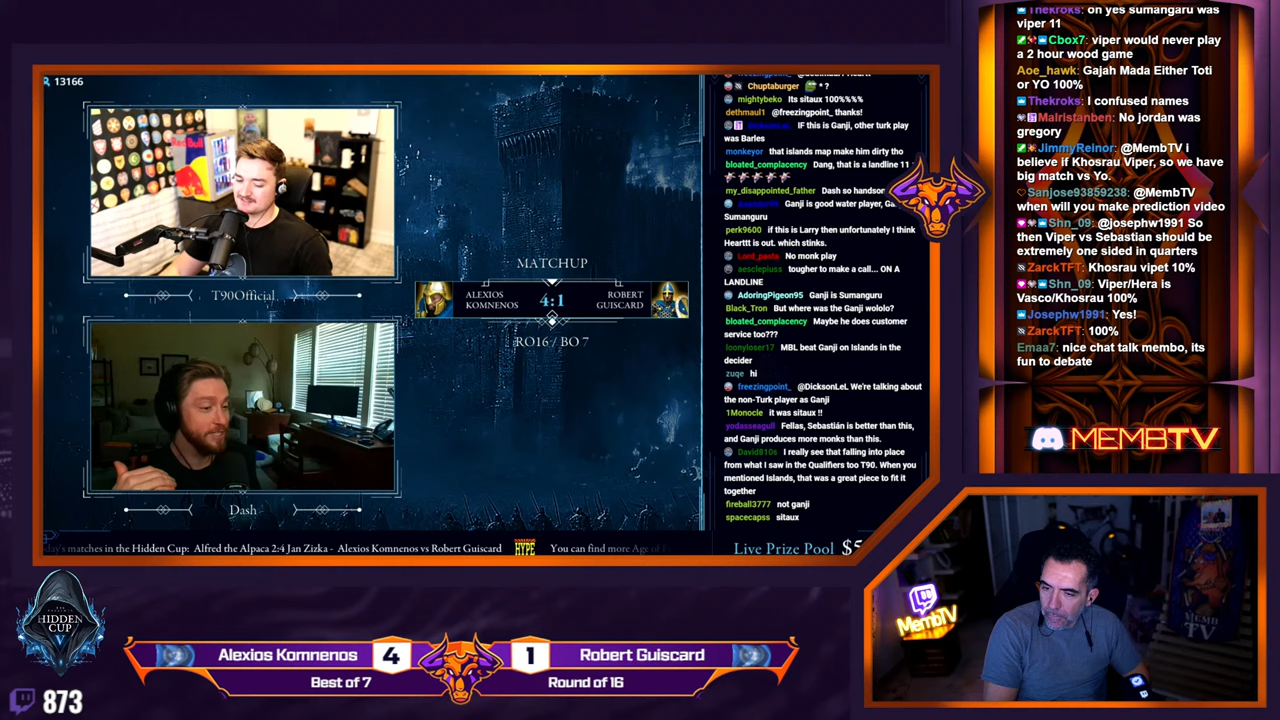 13166
Red Bull
T90Official
Dash
MATCHUP
ALEXIOS
KOMNENOS
4:1
ROBERT
GUISCARD
RO16 / BO 7
Chuptaburger * ?
mightybeko Its sitaux 100%%%%
dethmaul1 @freezingpoint_ thanks!
IF this is Ganji, other turk play
was Barles
monkeyor that islands map make him dirty tho
bloated_complacency Dang, that is a landline 11
my_disappointed_father Dash so handsom
Ganji is good water player, Ga
Sumanguru
perk9600 if this is Larry then unfortunately I think
Hearttt is out. which stinks.
Lord_pasta No monk play
aesclepiuss tougher to make a call... ON A
LANDLINE
AdoringPigeon95 Ganji is Sumanguru
Black_Tron But where was the Ganji wololo?
bloated_complacency Maybe he does customer
service too???
loonyloser17 MBL beat Ganji on Islands in the
decider
zuqe hi
freezingpoint_ @DicksonLeL We're talking about
the non-Turk player as Ganji
1Monocle it was sitaux !!
yodasseagull Fellas, Sebastián is better than this,
and Ganji produces more monks than this.
David810s I really see that falling into place
from what I saw in the Qualifiers too T90. When you
mentioned Islands, that was a great piece to fit it
together
fireball3777 not ganji
spacecapss sitaux
day's matches in the Hidden Cup: Alfred the Alpaca 2:4 Jan Zizka - Alexios Komnenos vs Robert Guiscard HYPE You can find more Age of
Live Prize Pool $5
Thekroks: oh yes sumangaru was
viper 11
Cbox7: viper would never play
a 2 hour wood game
Aoe_hawk: Gajah Mada Either Toti
or YO 100%
Thekroks: I confused names
Malristanben: No jordan was
gregory
JimmyReinor: @MembTV i
believe if Khosrau Viper, so we have
big match vs Yo.
Sanjose93859238: @MembTV
when will you make prediction video
Shn_09: @josephw1991 So
then Viper vs Sebastian should be
extremely one sided in quarters
ZarckTFT: Khosrau vipet 10%
Shn_09: Viper/Hera is
Vasco/Khosrau 100%
Josephw1991: Yes!
ZarckTFT: 100%
Emaa7: nice chat talk membo, its
fun to debate
MEMBTV
MembTV
MEMB
TV
HIDDEN
CUP
Alexios Komnenos 4 1 Robert Guiscard
Best of 7 Round of 16
873